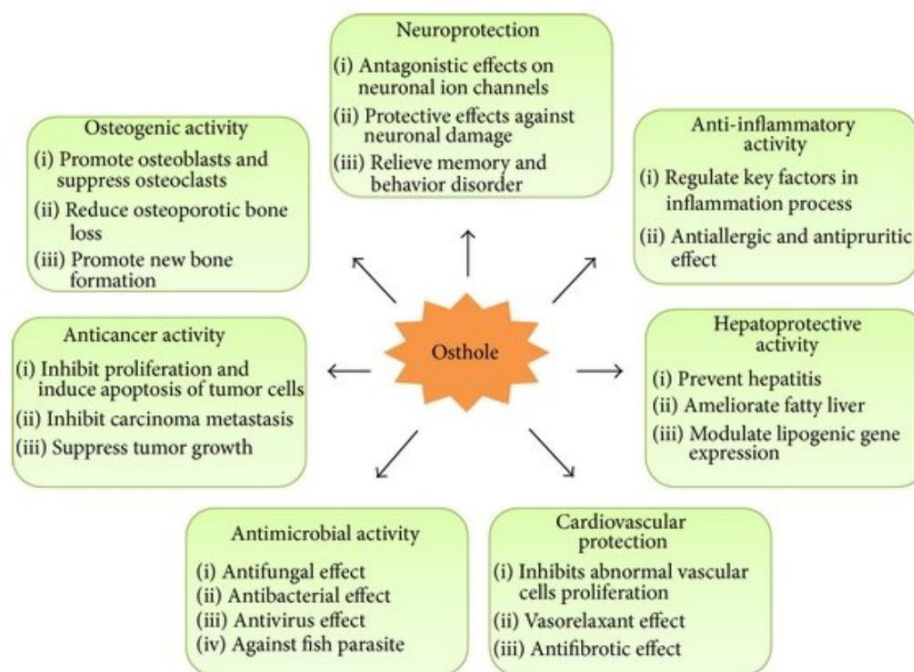 Neuroprotection
(i) Antagonistic effects on
neuronal ion channels
(ii) Protective effects against
neuronal damage
(iii) Relieve memory and
behavior disorder
Osteogenic activity
(i) Promote osteoblasts and
suppress osteoclasts
(ii) Reduce osteoporotic bone
loss
(iii) Promote new bone
formation
Anti-inflammatory
activity
(i) Regulate key factors in
inflammation process
(ii) Antiallergic and antipruritic
effect
Anticancer activity
(i) Inhibit proliferation and
induce apoptosis of tumor cells
(ii) Inhibit carcinoma metastasis
(iii) Suppress tumor growth
Osthole
Hepatoprotective
activity
(i) Prevent hepatitis
(ii) Ameliorate fatty liver
(iii) Modulate lipogenic gene
expression
Antimicrobial activity
(i) Antifungal effect
(ii) Antibacterial effect
(iii) Antivirus effect
(iv) Against fish parasite
Cardiovascular
protection
(i) Inhibits abnormal vascular
cells proliferation
(ii) Vasorelaxant effect
(iii) Antifibrotic effect